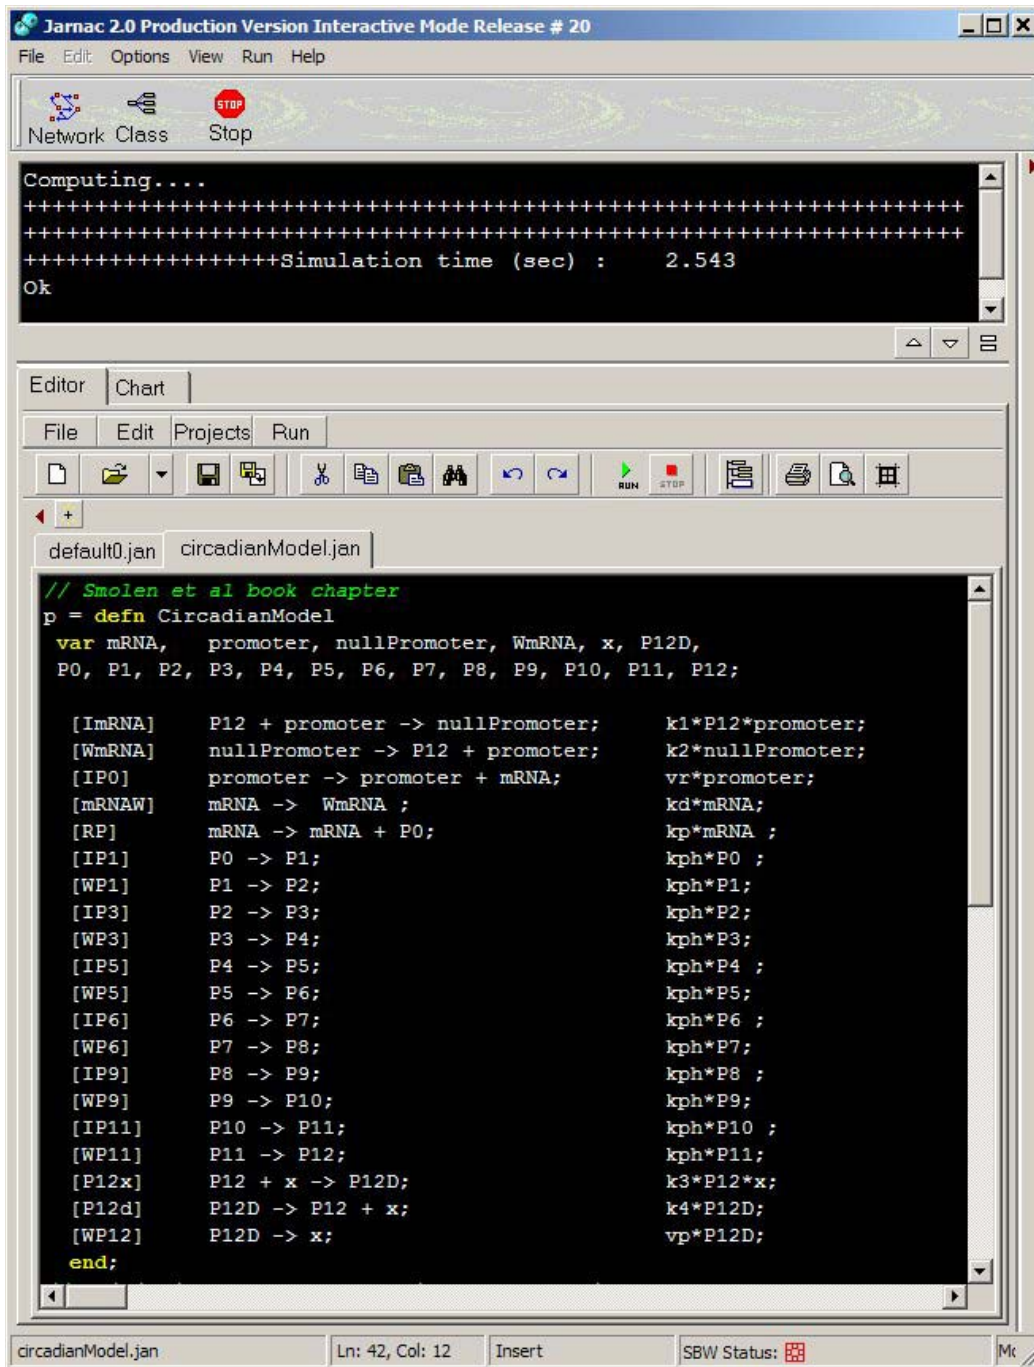 Jarnac 2.0 Production Version Interactive Mode Release # 20
File Edit Options View Run Help
Network Class Stop
Computing....
++++++++++++++++++++++++++++++++++++++++++++++++++++++++++++++++++
++++++++++++++++++++++++++++++++++++++++++++++++++++++++++++++++++
++++++++++++++++++Simulation time (sec) :    2.543
Ok
Editor Chart
File Edit Projects Run
RUN STOP
+
default0.jan circadianModel.jan
// Smolen et al book chapter
p = defn CircadianModel
var mRNA, promoter, nullPromoter, WmRNA, x, P12D,
P0, P1, P2, P3, P4, P5, P6, P7, P8, P9, P10, P11, P12;
[ImRNA] P12 + promoter -> nullPromoter; k1*P12*promoter;
[WmRNA] nullPromoter -> P12 + promoter; k2*nullPromoter;
[IP0] promoter -> promoter + mRNA; vr*promoter;
[mRNAW] mRNA -> WmRNA ; kd*mRNA;
[RP] mRNA -> mRNA + P0; kp*mRNA ;
[IP1] P0 -> P1; kph*P0 ;
[WP1] P1 -> P2; kph*P1;
[IP3] P2 -> P3; kph*P2;
[WP3] P3 -> P4; kph*P3;
[IP5] P4 -> P5; kph*P4 ;
[WP5] P5 -> P6; kph*P5;
[IP6] P6 -> P7; kph*P6 ;
[WP6] P7 -> P8; kph*P7;
[IP9] P8 -> P9; kph*P8 ;
[WP9] P9 -> P10; kph*P9;
[IP11] P10 -> P11; kph*P10 ;
[WP11] P11 -> P12; kph*P11;
[P12x] P12 + x -> P12D; k3*P12*x;
[P12d] P12D -> P12 + x; k4*P12D;
[WP12] P12D -> x; vp*P12D;
end;
circadianModel.jan Ln: 42, Col: 12 Insert SBW Status: